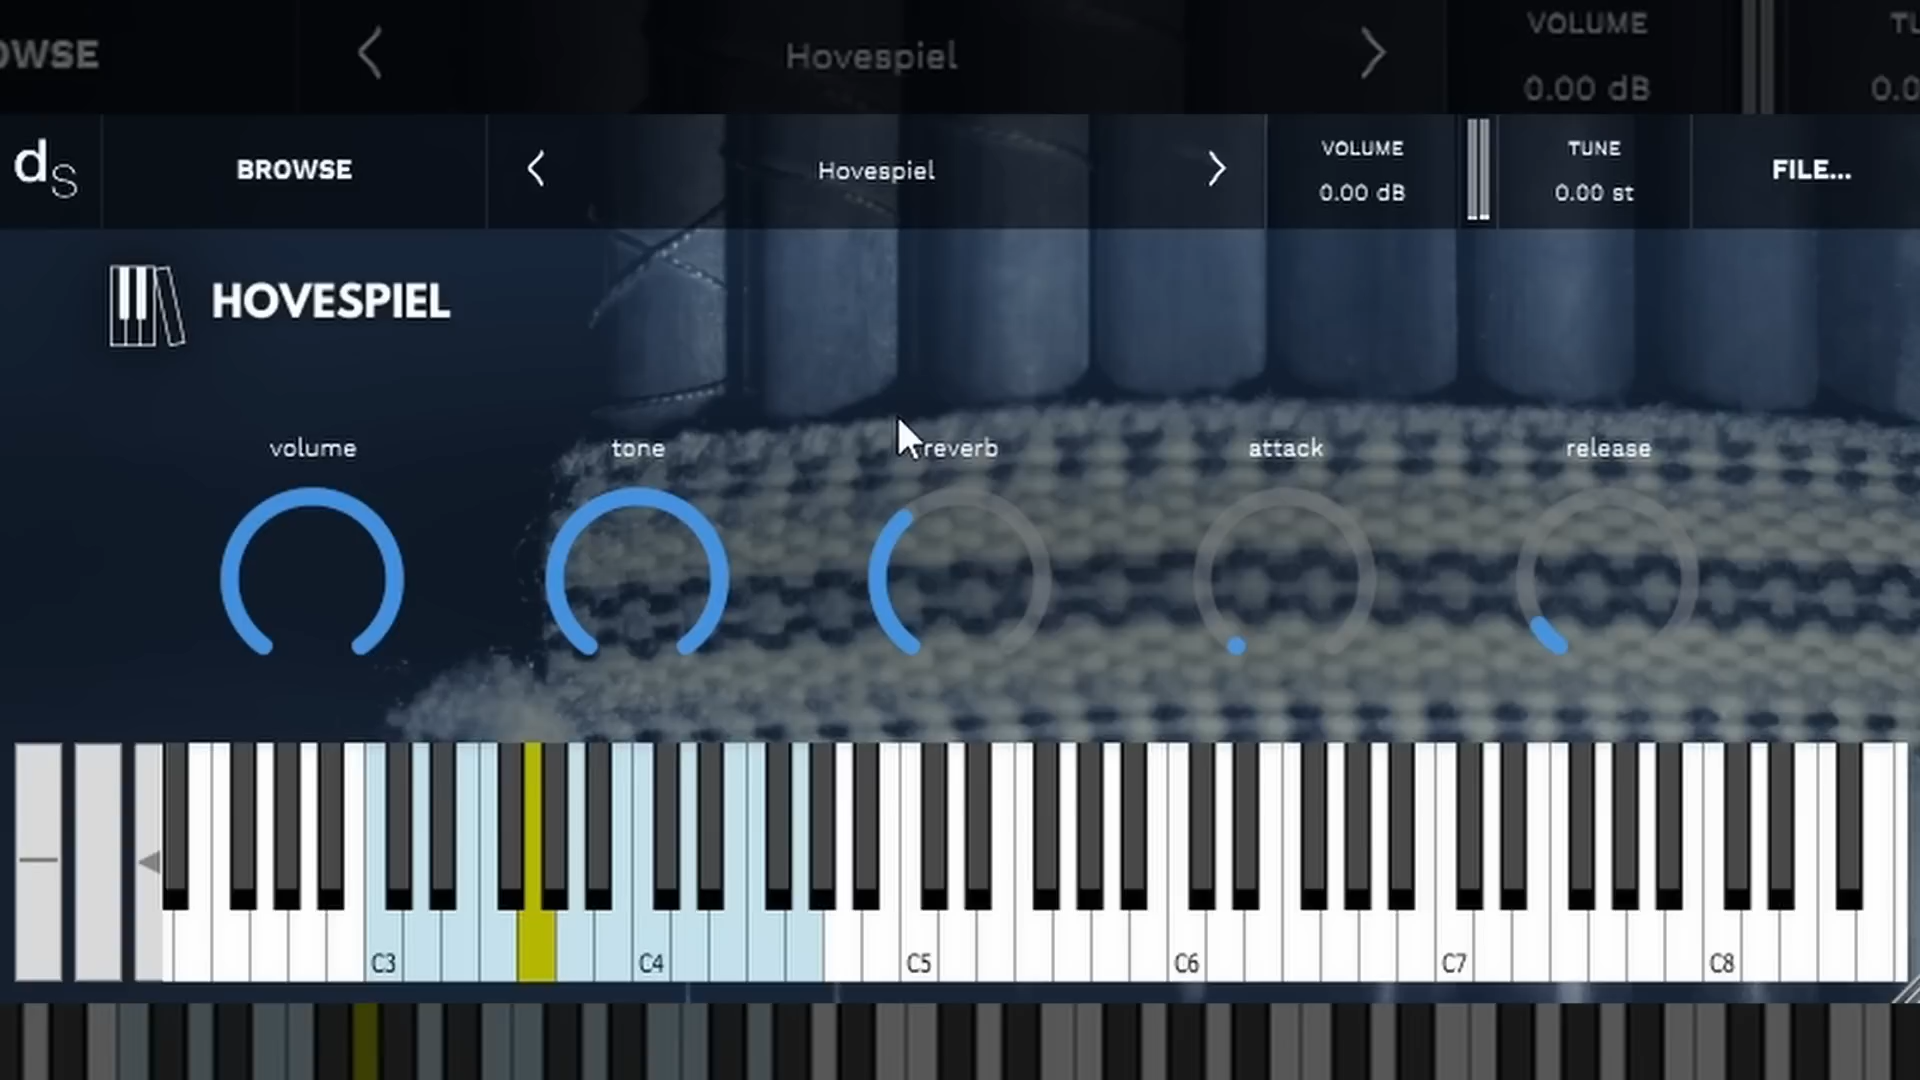 OWSE
Hovespiel
VOLUME
0.00 dB
TU
0.0
ds
BROWSE
Hovespiel
VOLUME
0.00 dB
TUNE
0.00 st
FILE...
HOVESPIEL
volume
tone
reverb
attack
release
C3
C4
C5
C6
C7
C8